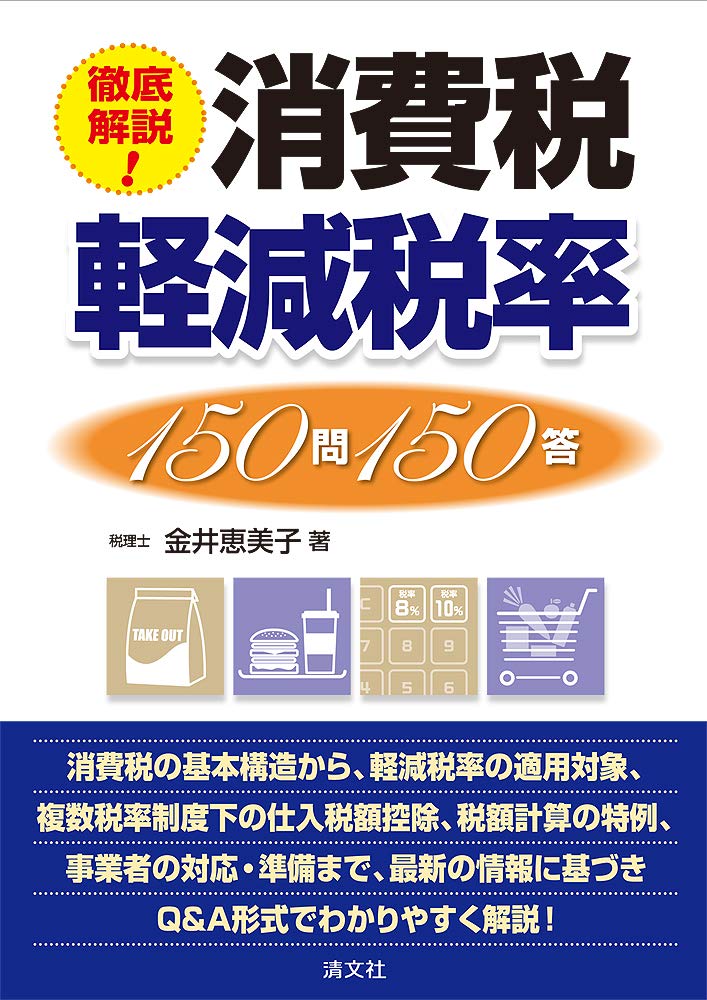 徹底
解説!
消費税
軽減税率
150問150答
税理士 金井恵美子 著
TAKE OUT
C 税率 8% 税率 10%
7 8 9
4 5 6
消費税の基本構造から、軽減税率の適用対象、
複数税率制度下の仕入税額控除、税額計算の特例、
事業者の対応・準備まで、最新の情報に基づき
Q&A形式でわかりやすく解説!
清文社